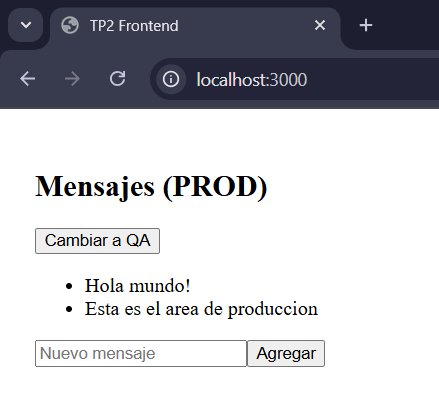 TP2 Frontend
localhost:3000
Mensajes (PROD)
Cambiar a QA
Hola mundo!
Esta es el area de produccion
Nuevo mensaje Agregar